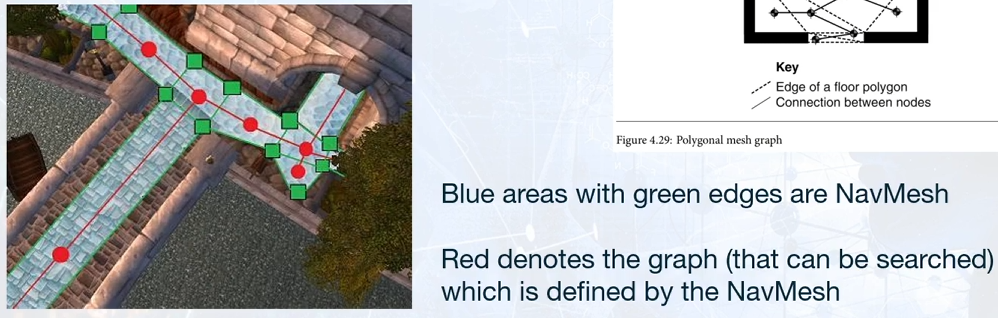 Key
Edge of a floor polygon
Connection between nodes
Figure 4.29: Polygonal mesh graph
Blue areas with green edges are NavMesh
Red denotes the graph (that can be searched)
which is defined by the NavMesh